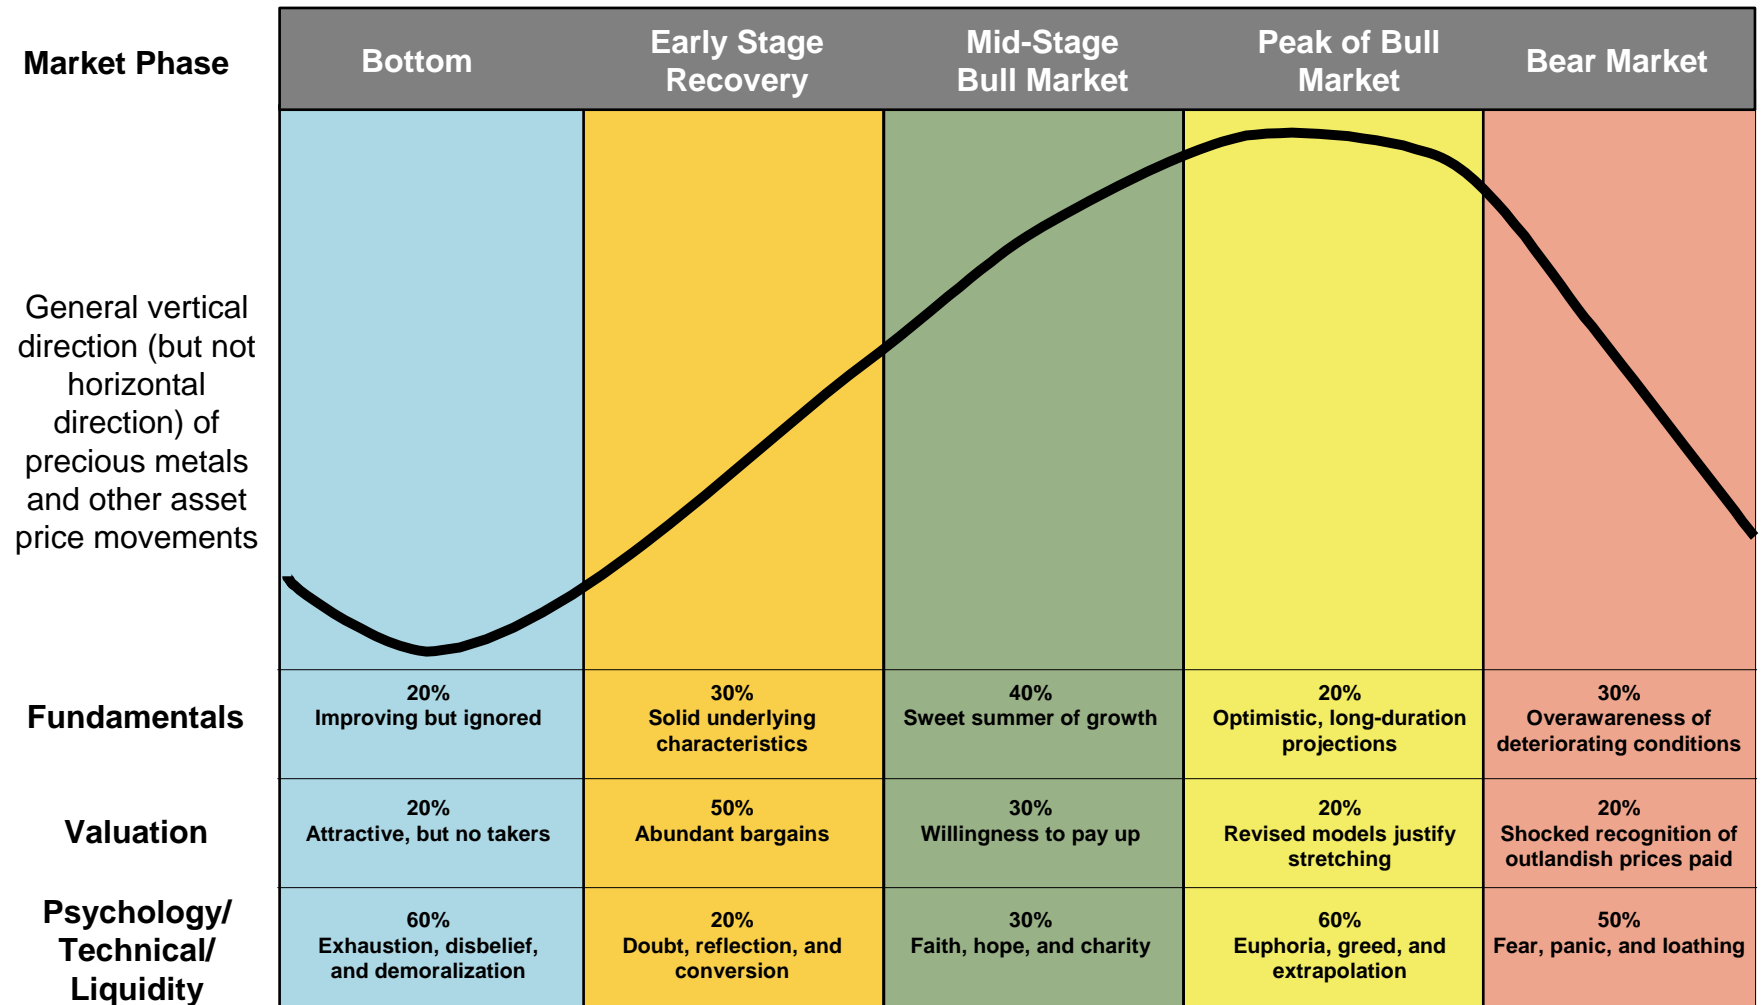 Market Phase
Bottom
Early Stage
Recovery
Mid-Stage
Bull Market
Peak of Bull
Market
Bear Market
General vertical
direction (but not
horizontal
direction) of
precious metals
and other asset
price movements
Fundamentals
20%
Improving but ignored
30%
Solid underlying
characteristics
40%
Sweet summer of growth
20%
Optimistic, long-duration
projections
30%
Overawareness of
deteriorating conditions
Valuation
20%
Attractive, but no takers
50%
Abundant bargains
30%
Willingness to pay up
20%
Revised models justify
stretching
20%
Shocked recognition of
outlandish prices paid
Psychology/
Technical/
Liquidity
60%
Exhaustion, disbelief,
and demoralization
20%
Doubt, reflection, and
conversion
30%
Faith, hope, and charity
60%
Euphoria, greed, and
extrapolation
50%
Fear, panic, and loathing